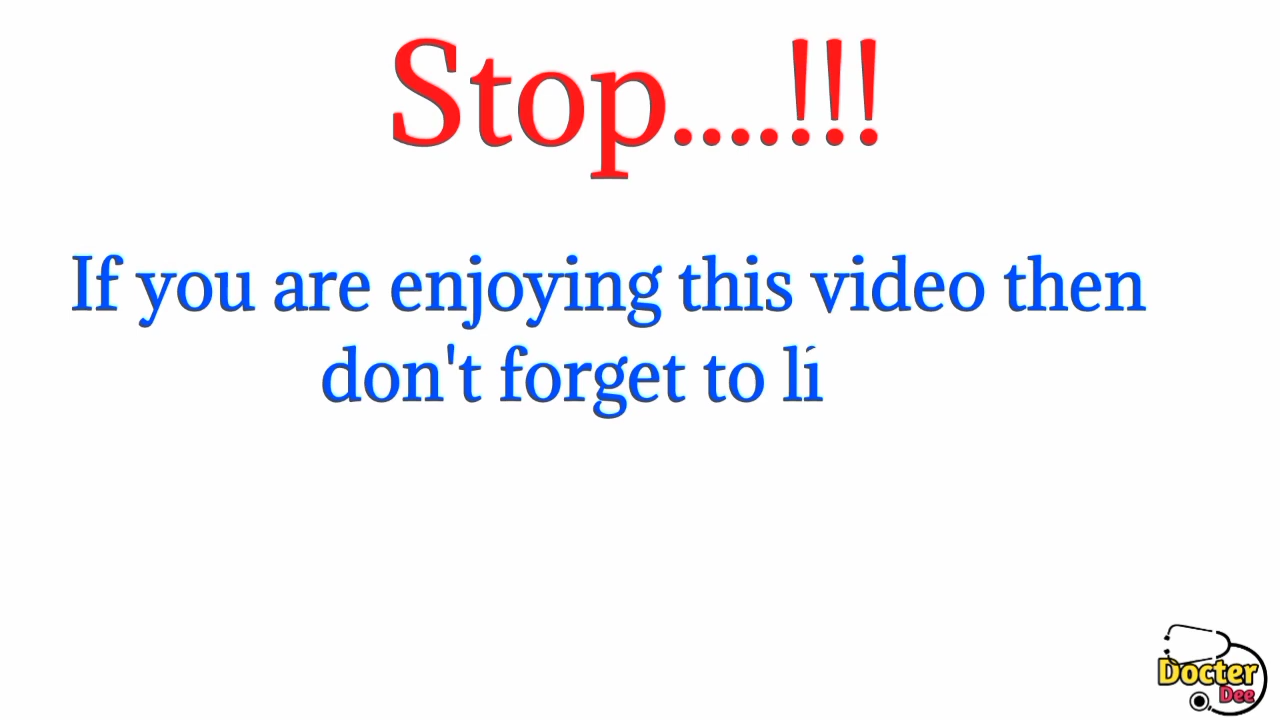 Stop....!!!
If you are enjoying this video then
don't forget to li
Docter
Dee